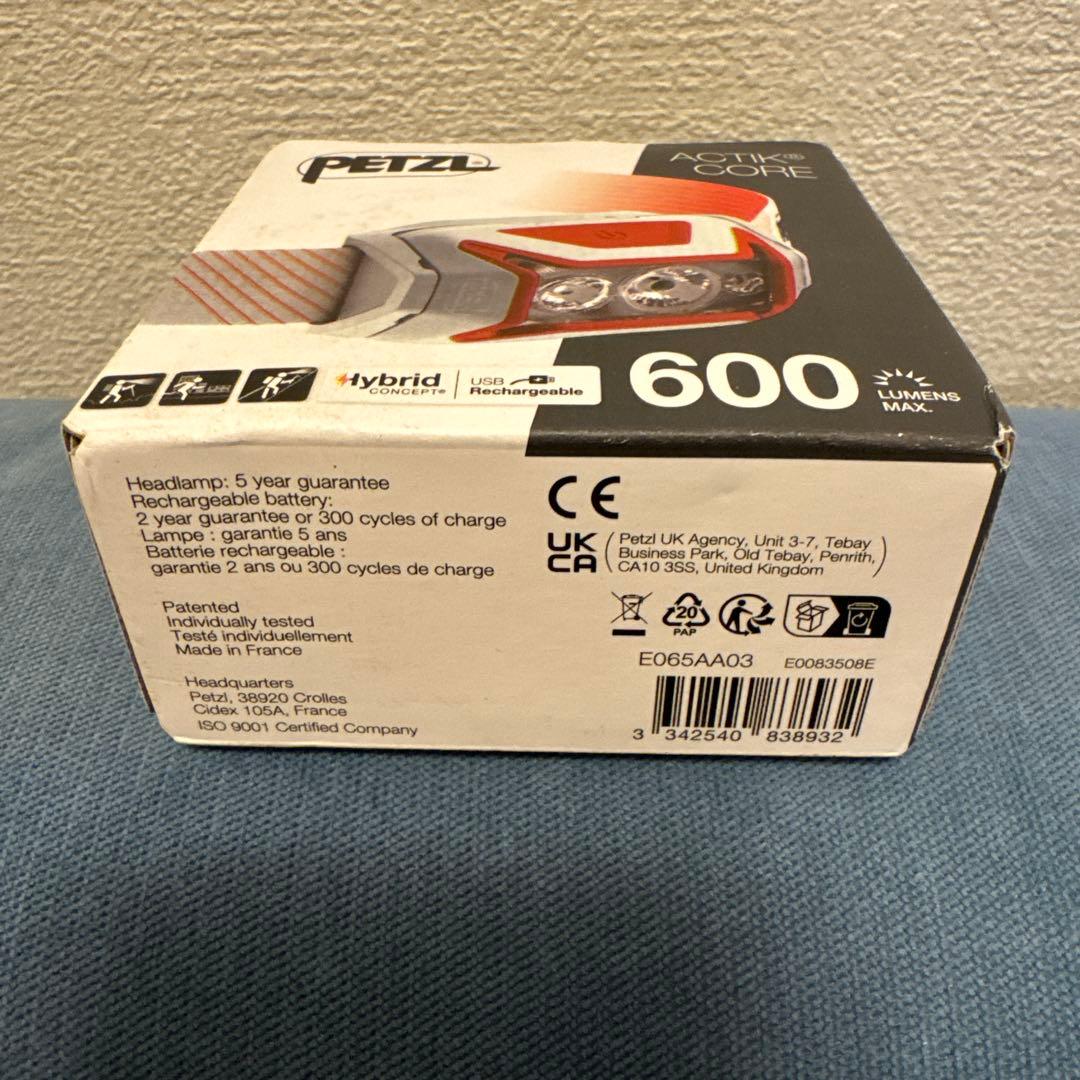 PETZL
ACTIK®
CORE
Hybrid
CONCEPT®
USB
Rechargeable
600
LUMENS
MAX.
Headlamp: 5 year guarantee
Rechargeable battery:
2 year guarantee or 300 cycles of charge
Lampe : garantie 5 ans
Batterie rechargeable :
garantie 2 ans ou 300 cycles de charge
Patented
Individually tested
Testé individuellement
Made in France
Headquarters
Petzl, 38920 Crolles
Cidex 105A, France
ISO 9001 Certified Company
CE
UK
CA
(Petzl UK Agency, Unit 3-7, Tebay
Business Park, Old Tebay, Penrith,
CA10 3SS, United Kingdom)
20
PAP
E065AA03 E0083508E
3 342540 838932